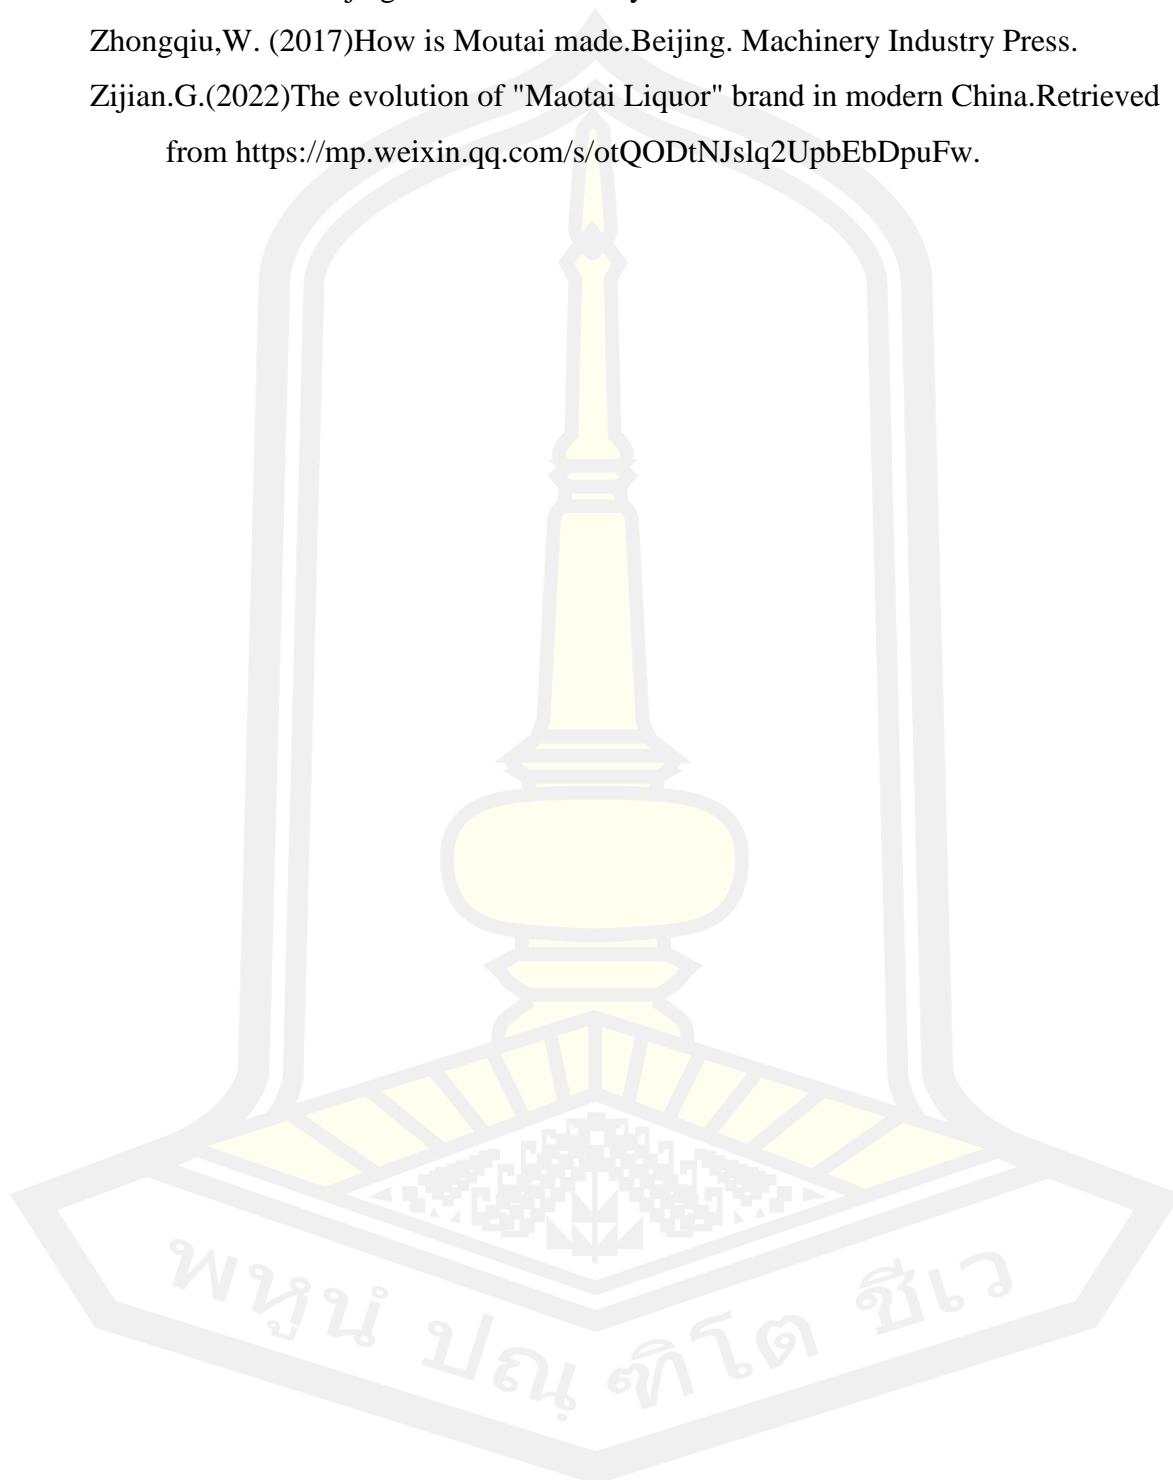 Zhongqiu,W. (2017)How is Moutai made.Beijing. Machinery Industry Press.
Zijian.G.(2022)The evolution of "Maotai Liquor" brand in modern China.Retrieved
from https://mp.weixin.qq.com/s/otQODtNJslq2UpbEbDpuFw.
พหูนํ ปณฺฑิโต ชีเว